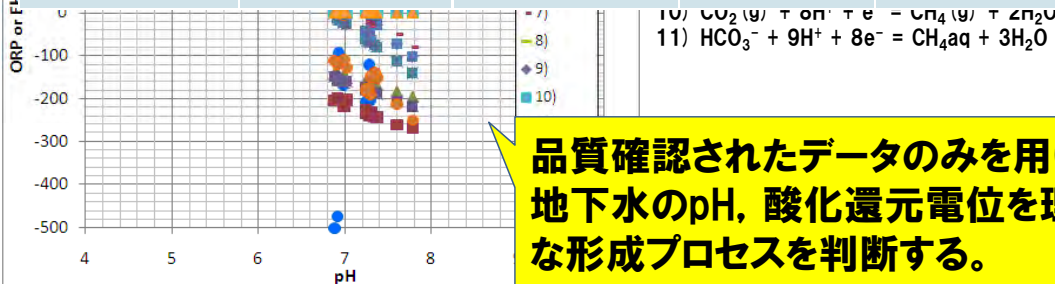 10) CO₂(g) + 8H⁺ + e⁻ = CH₄(g) + 2H₂O
11) HCO₃⁻ + 9H⁺ + 8e⁻ = CH₄aq + 3H₂O
ORP or
0
-100
-200
-300
-400
-500
4 5 6 7 8
pH
7)
8)
9)
10)
品質確認されたデータのみを用
地下水のpH, 酸化還元電位を
な形成プロセスを判断する。